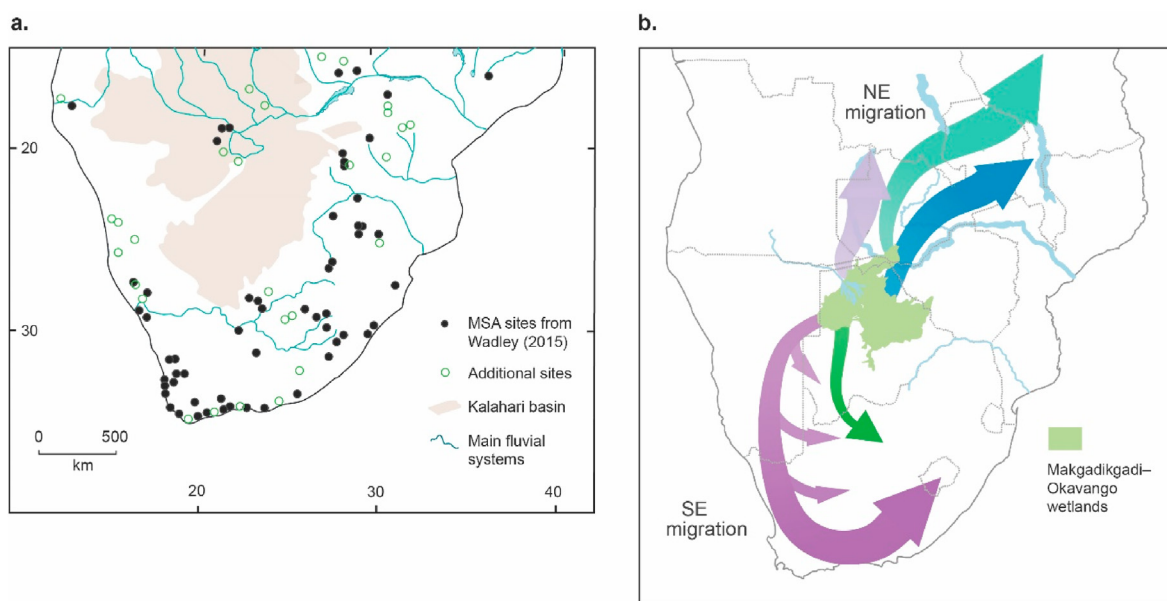 a.
20
30
MSA sites from
Wadley (2015)
Additional sites
Kalahari basin
Main fluvial
systems
0
500
km
20
30
40
b.
NE
migration
SE
migration
Makgadikgadi–
Okavango
wetlands